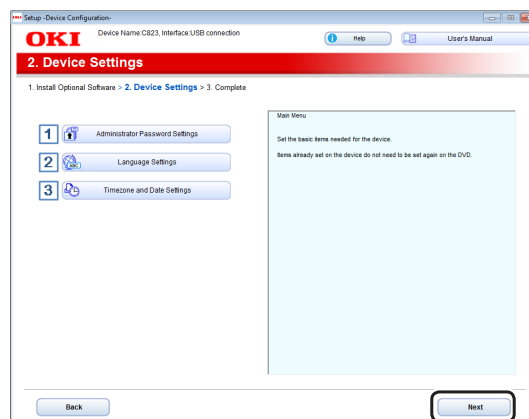 Setup -Device Configuration-
OKI
Device Name:C823, Interface:USB connection
Help
User's Manual
2. Device Settings
1. Install Optional Software > 2. Device Settings > 3. Complete
1 Administrator Password Settings
2 Language Settings
3 Timezone and Date Settings
Main Menu
Set the basic items needed for the device.
Items already set on the device do not need to be set again on the DVD.
Back
Next